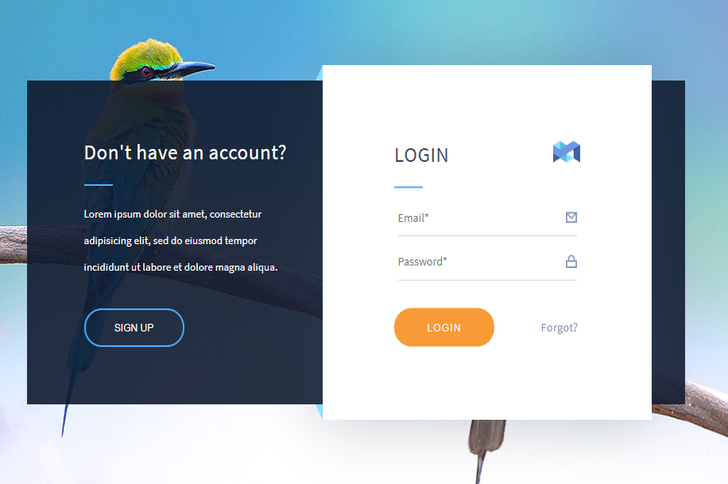 Don't have an account?
Lorem ipsum dolor sit amet, consectetur
adipisicing elit, sed do eiusmod tempor
incididunt ut labore et dolore magna aliqua.
SIGN UP
LOGIN
Email*
Password*
LOGIN
Forgot?